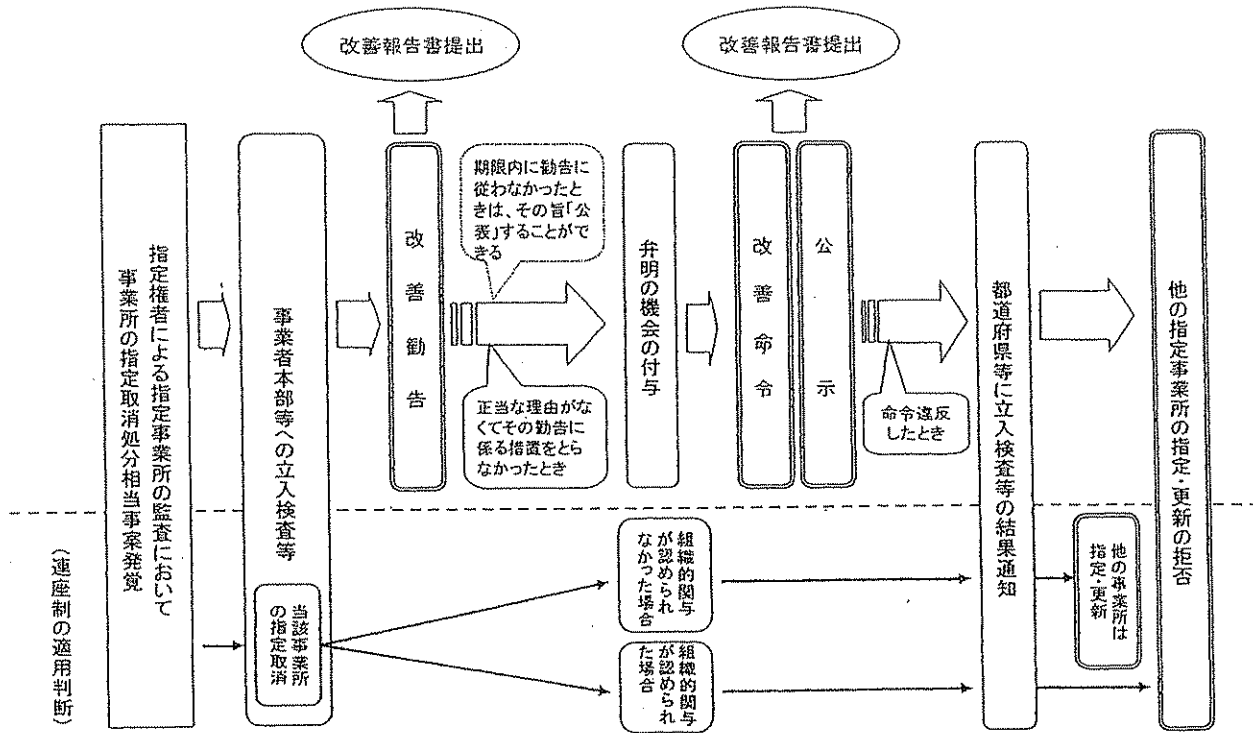 改善報告書提出
改善報告書提出
指定権者による指定事業所の監査において
事業所の指定取消処分相当事案発覚
事業者本部等への立入検査等
改善勧告
期限内に勧告に
従わなかったと
きは、その旨「公
表」することがで
きる
正当な理由がな
くてその勧告に
係る措置をとら
なかったとき
弁明の機会の付与
改善命令
公示
命令違反
したとき
都道府県等に立入検査等の結果通知
他の指定事業所の指定・更新の拒否
(連座制の適用判断)
当該事業所
の指定取消
組織的関与
が認められ
なかった場合
組織的関与
が認められ
た場合
他の事業所は
指定・更新